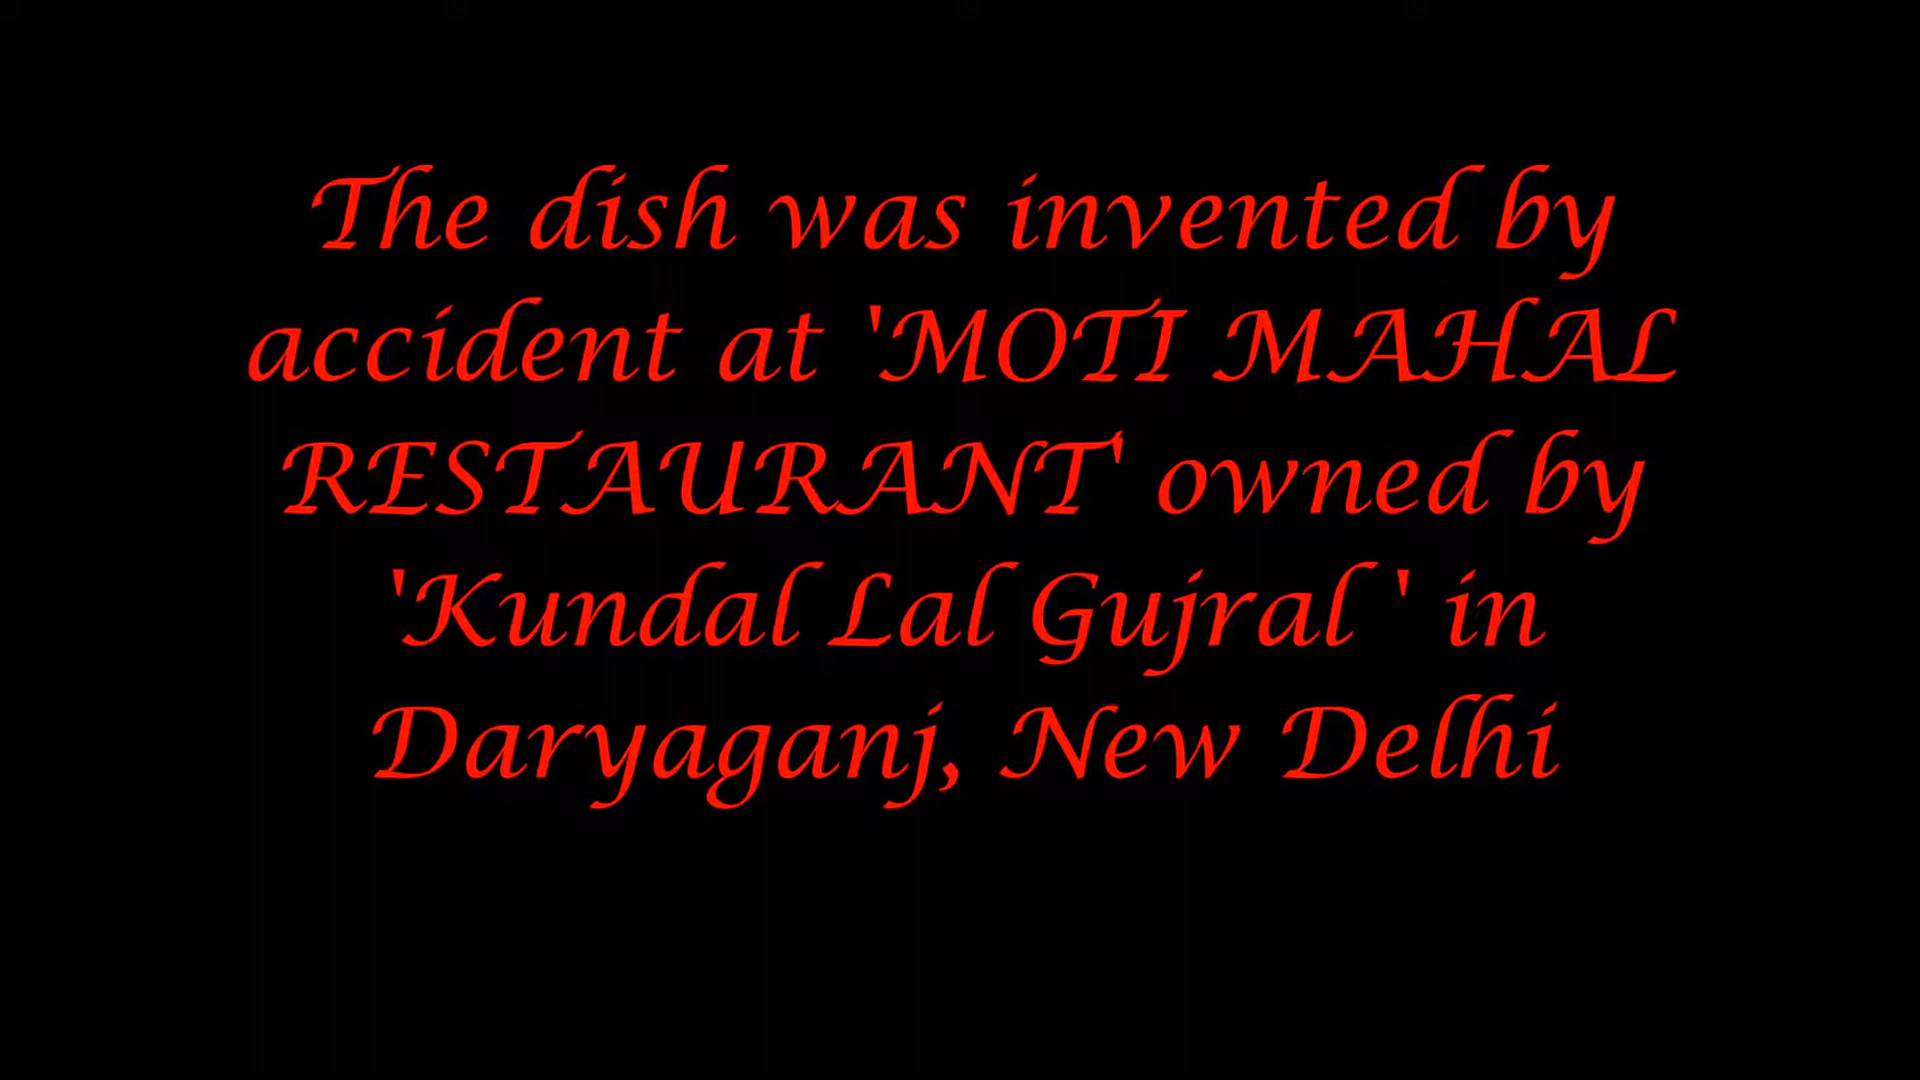 The dish was invented by
accident at 'MOTI MAHAL
RESTAURANT' owned by
'Kundal Lal Gujral ' in
Daryaganj, New Delhi